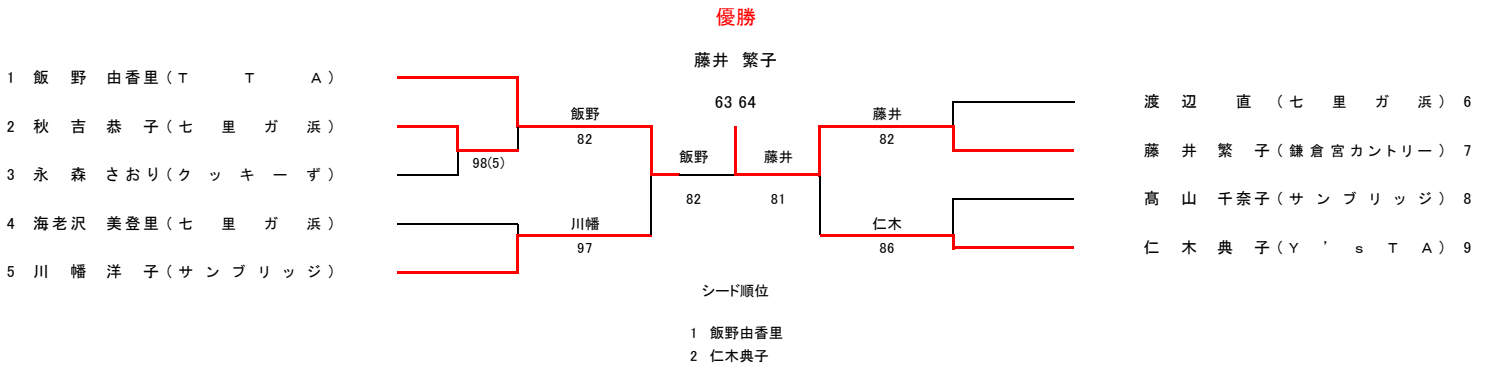 優勝
藤井 繁子
63 64
1 飯 野 由香里(T T A)
2 秋 吉 恭 子(七 里 ガ 浜)
3 永 森 さおり(ク ッ キ ー ず)
4 海老沢 美登里(七 里 ガ 浜)
5 川 幡 洋 子(サ ン ブ リ ッ ジ)
98(5)
飯野
82
川幡
97
飯野
82
藤井
81
藤井
82
仁木
86
渡 辺 直 (七 里 ガ 浜) 6
藤 井 繁 子(鎌倉宮カントリー) 7
髙 山 千奈子(サ ン ブ リ ッ ジ) 8
仁 木 典 子(Y ' s T A) 9
シード順位
1 飯野由香里
2 仁木典子